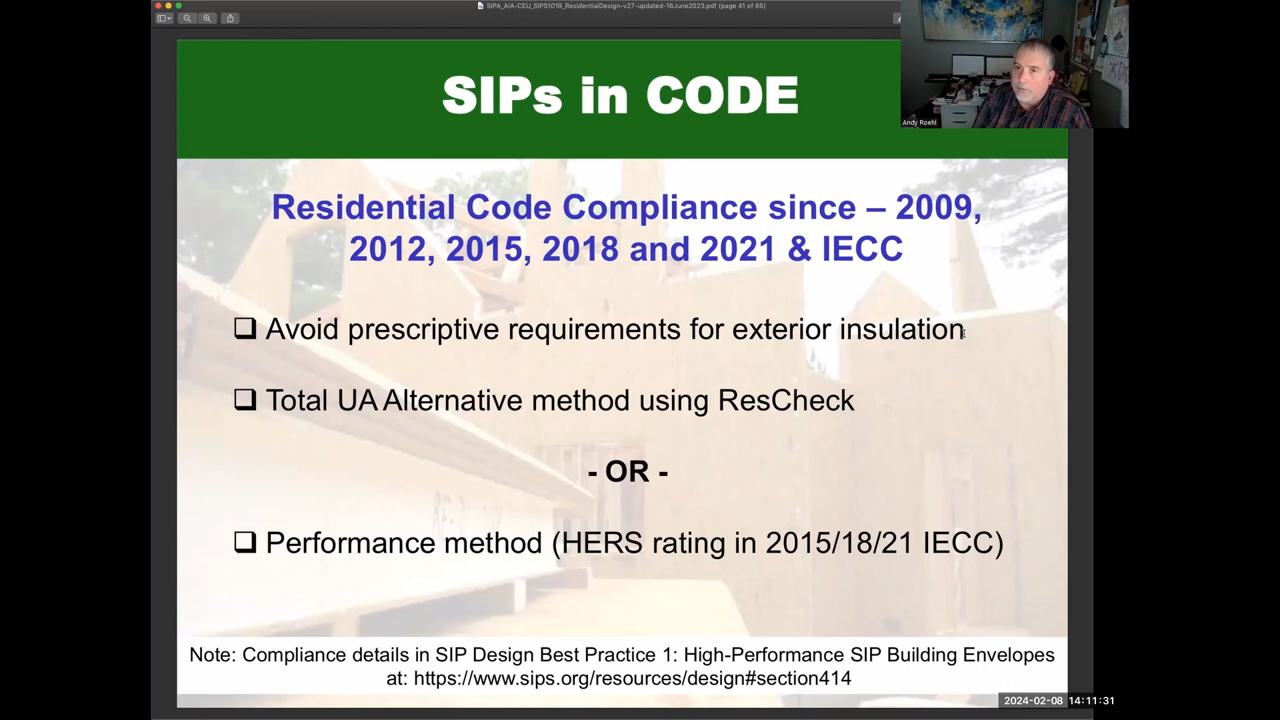 SIPA_AIA-CEU_SIPS101R_ResidentialDesign-v27-updated-16June2023.pdf (page 41 of 65)
SIPs in CODE
Andy Roehl
Residential Code Compliance since – 2009,
2012, 2015, 2018 and 2021 & IECC
Avoid prescriptive requirements for exterior insulation
Total UA Alternative method using ResCheck
- OR -
Performance method (HERS rating in 2015/18/21 IECC)
Note: Compliance details in SIP Design Best Practice 1: High-Performance SIP Building Envelopes
at: https://www.sips.org/resources/design#section414
2024-02-08 14:11:31